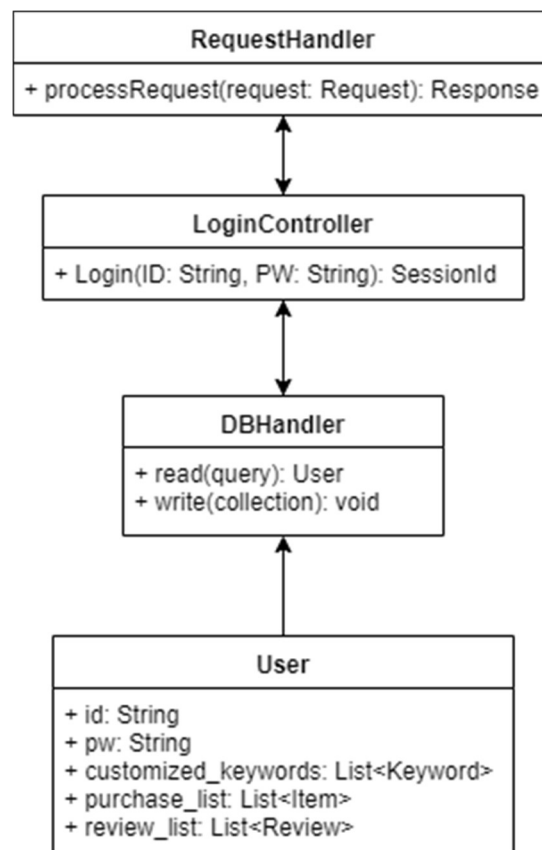 RequestHandler
+ processRequest(request: Request): Response
LoginController
+ Login(ID: String, PW: String): SessionId
DBHandler
+ read(query): User
+ write(collection): void
User
+ id: String
+ pw: String
+ customized_keywords: List<Keyword>
+ purchase_list: List<Item>
+ review_list: List<Review>